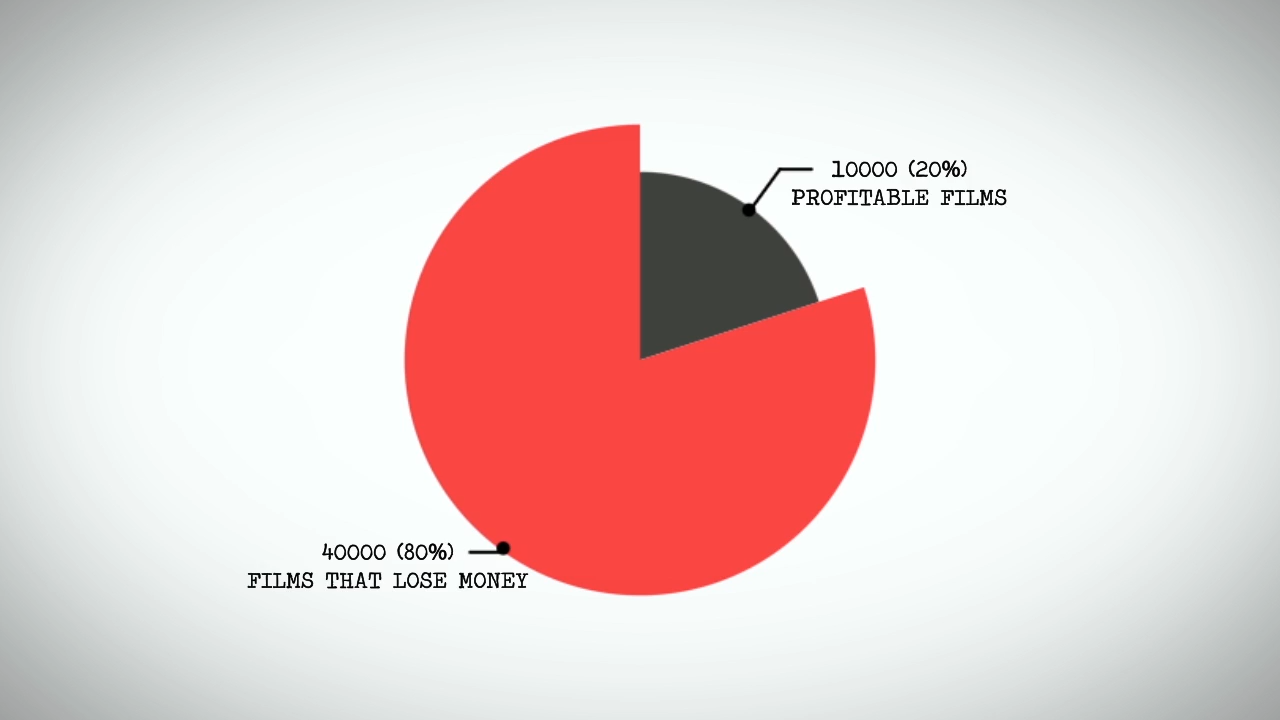 10000 (20%)
PROFITABLE FILMS
40000 (80%)
FILMS THAT LOSE MONEY